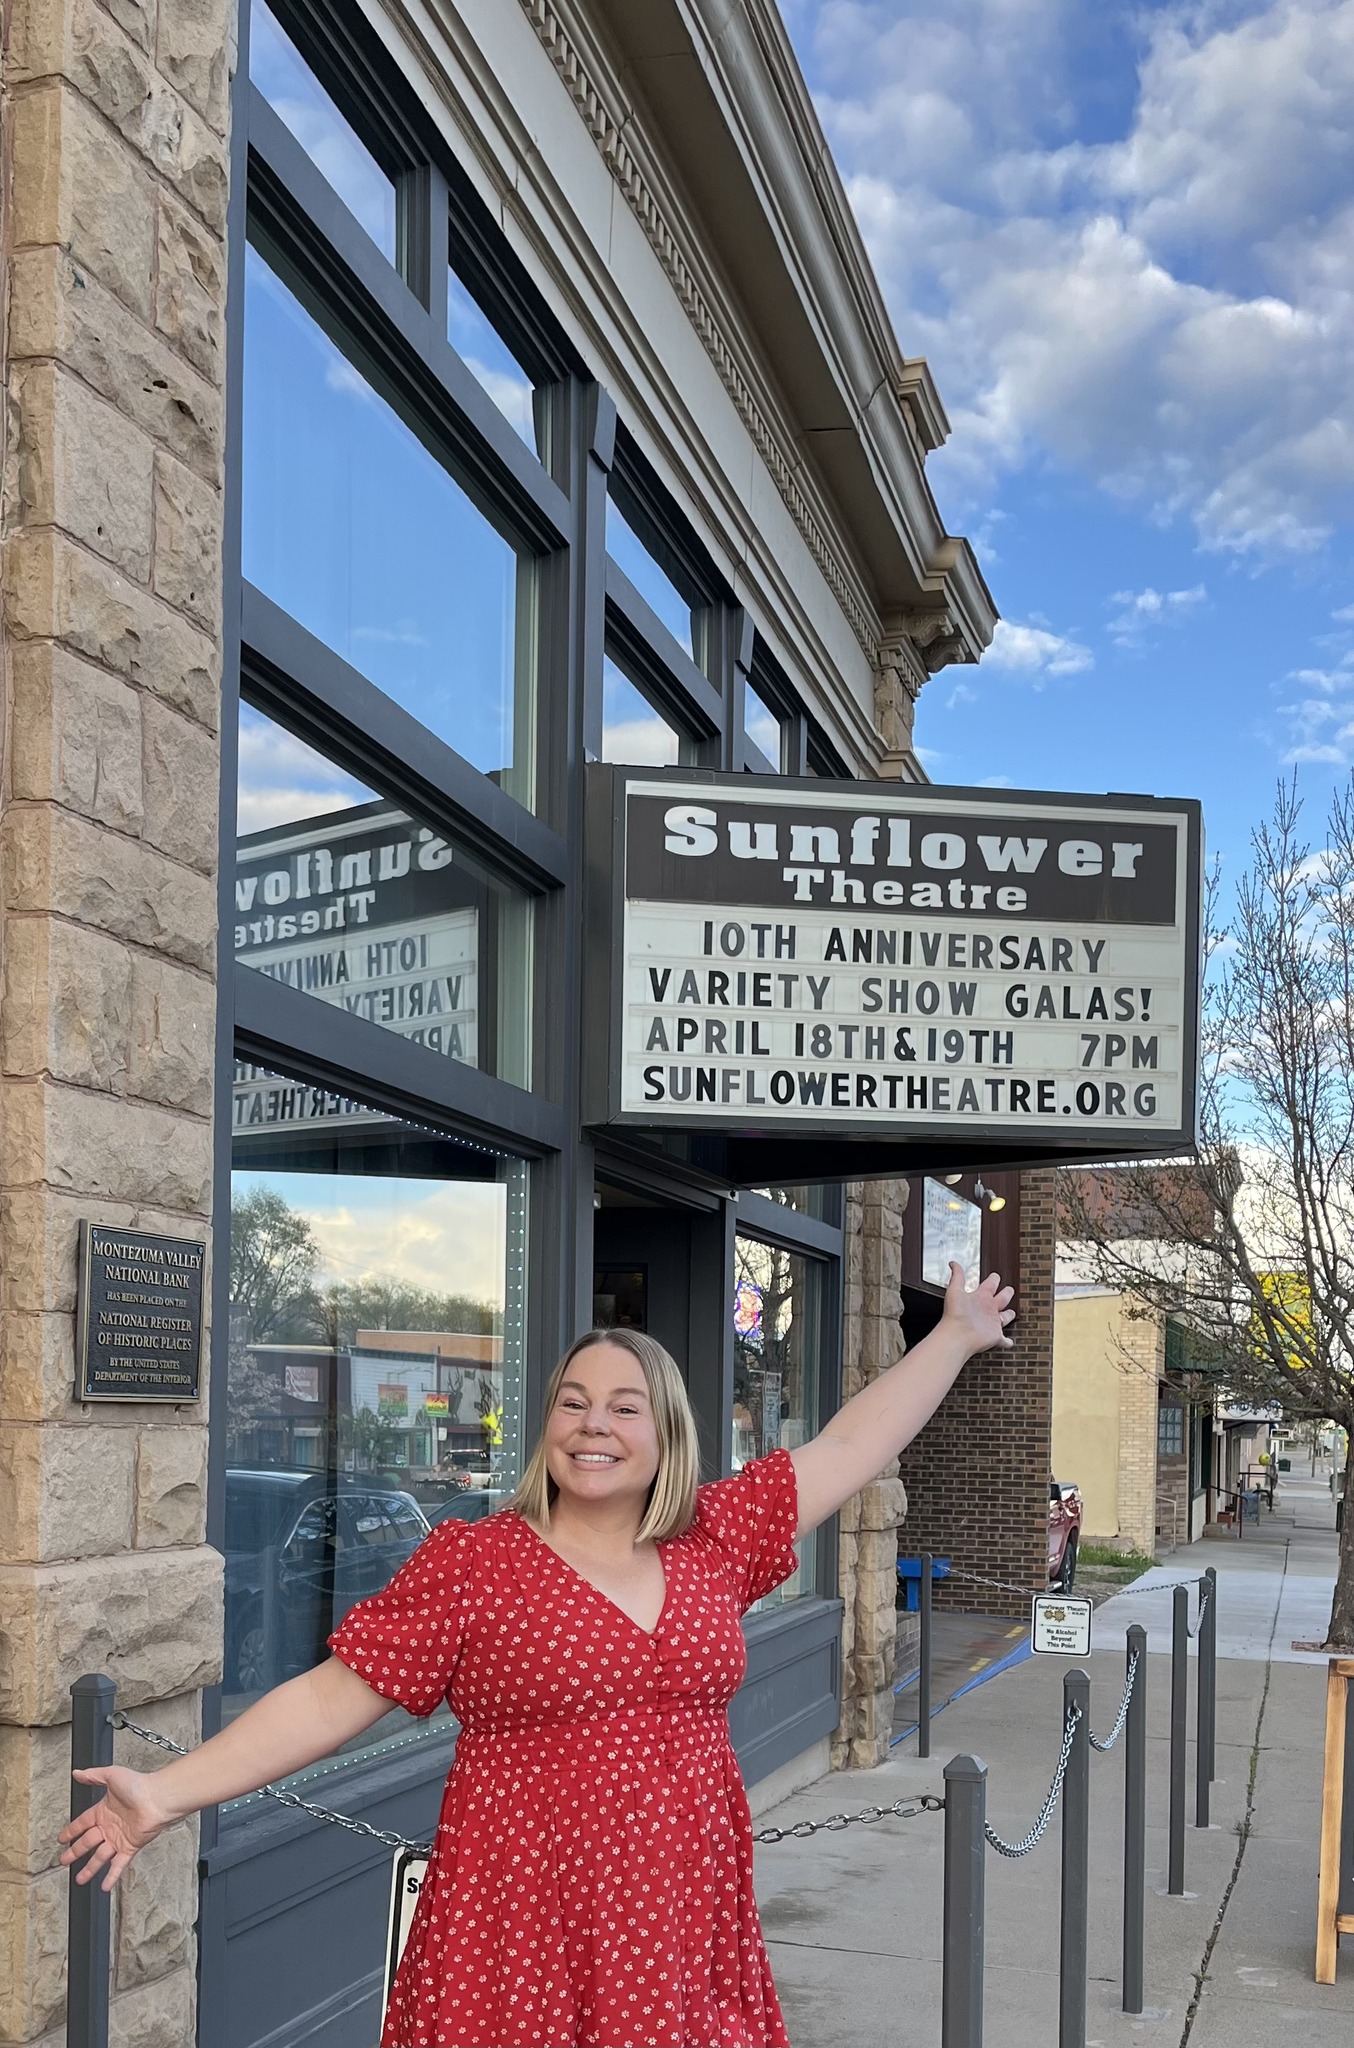 Sunflower
Theatre
10TH ANNIVERSARY
VARIETY SHOW GALAS!
APRIL 18TH&19TH 7PM
SUNFLOWERTHEATRE.ORG
MONTEZUMA VALLEY
NATIONAL BANK
HAS BEEN PLACED ON THE
NATIONAL REGISTER
OF HISTORIC PLACES
BY THE UNITED STATES
DEPARTMENT OF THE INTERIOR
Sunflower Theatre
No Alcohol
Beyond
This Point